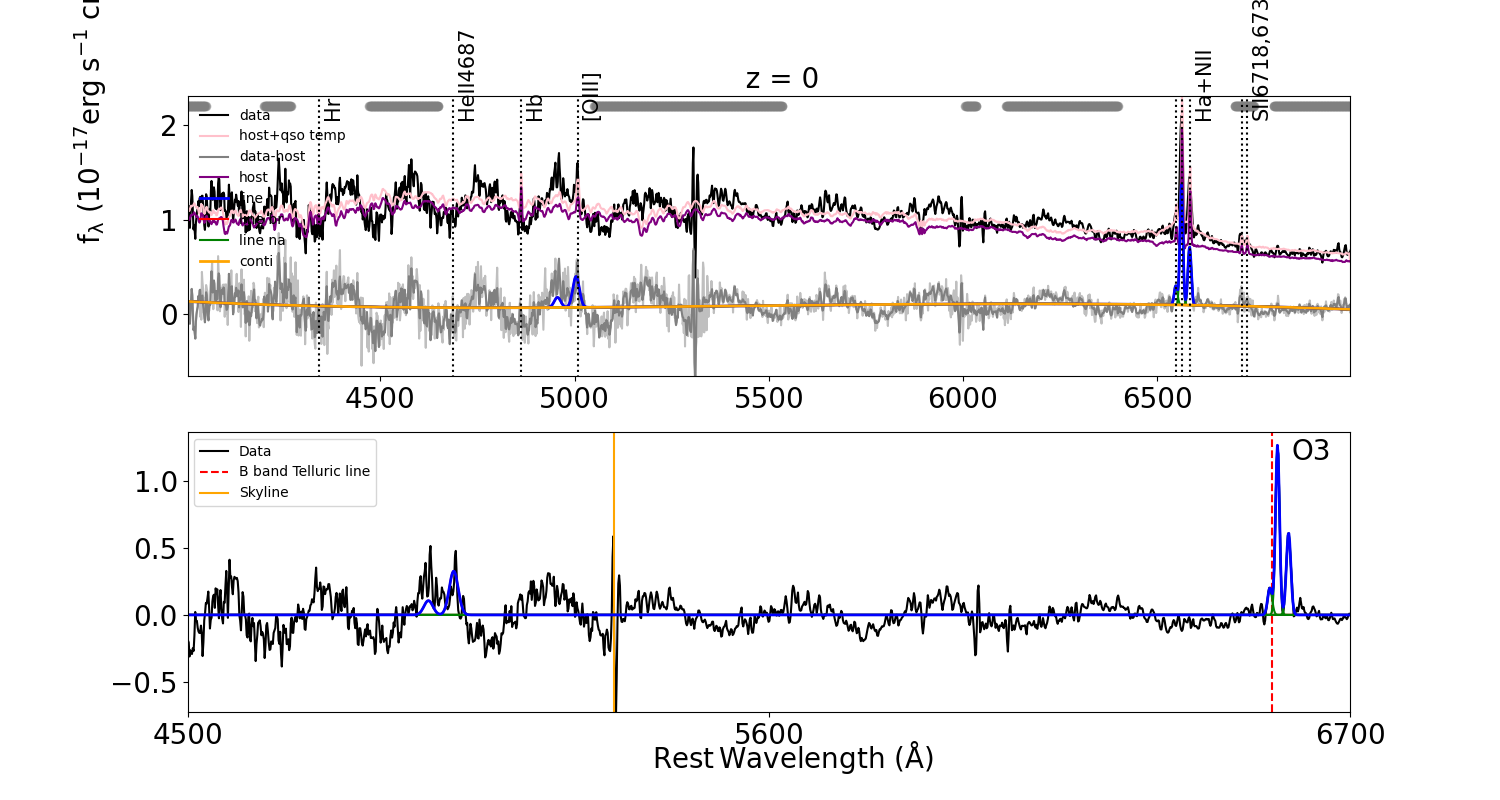 z = 0
f_λ (10^−17 erg s^−1
Hr
HeII4687
Hb
[OIII]
Ha+NII
SII6718,673
data
host+qso temp
data-host
host
line
line na
conti
2
1
0
4500
5000
5500
6000
6500
Data
B band Telluric line
Skyline
O3
1.0
0.5
0.0
−0.5
4500
5600
6700
Rest Wavelength (Å)